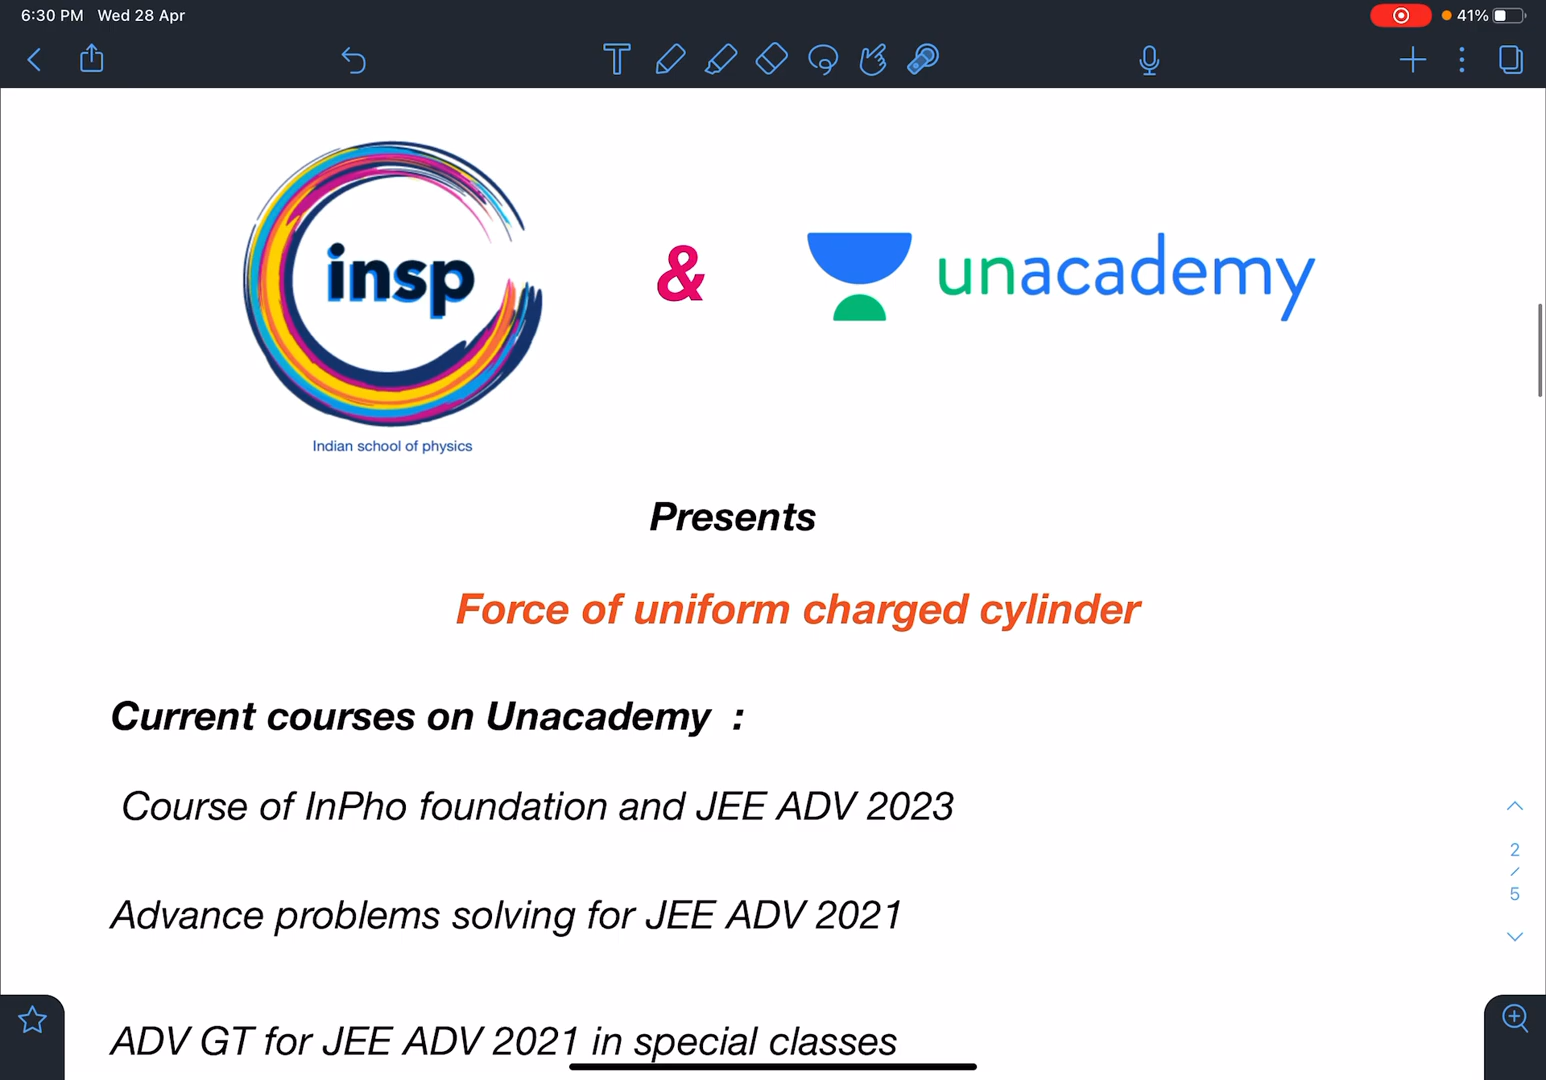 6:30 PM Wed 28 Apr
41%
insp
&
unacademy
Indian school of physics
Presents
Force of uniform charged cylinder
Current courses on Unacademy :
Course of InPho foundation and JEE ADV 2023
Advance problems solving for JEE ADV 2021
ADV GT for JEE ADV 2021 in special classes
2
/
5